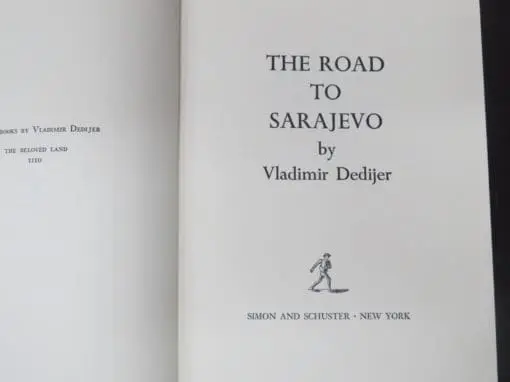 BOOKS BY VLADIMIR DEDIJER
THE BELOVED LAND
TITO
THE ROAD
TO
SARAJEVO
by
Vladimir Dedijer
SIMON AND SCHUSTER · NEW YORK